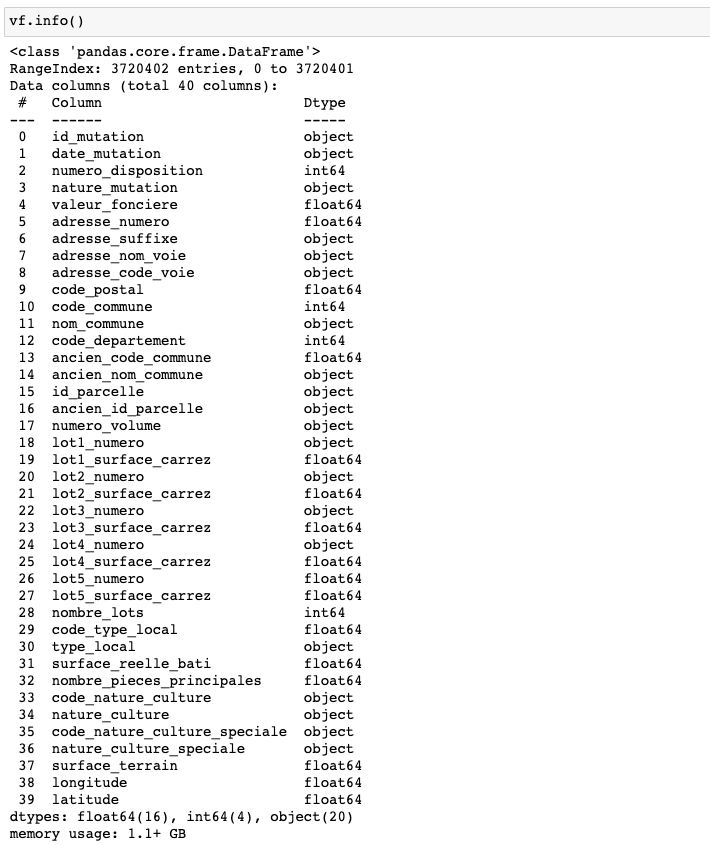 vf.info()
<class 'pandas.core.frame.DataFrame'>
RangeIndex: 3720402 entries, 0 to 3720401
Data columns (total 40 columns):
 #   Column                       Dtype
---  ------                       -----
 0   id_mutation                  object
 1   date_mutation                object
 2   numero_disposition           int64
 3   nature_mutation              object
 4   valeur_fonciere              float64
 5   adresse_numero               float64
 6   adresse_suffixe              object
 7   adresse_nom_voie             object
 8   adresse_code_voie            object
 9   code_postal                  float64
 10  code_commune                 int64
 11  nom_commune                  object
 12  code_departement             int64
 13  ancien_code_commune          float64
 14  ancien_nom_commune           object
 15  id_parcelle                  object
 16  ancien_id_parcelle           object
 17  numero_volume                object
 18  lot1_numero                  object
 19  lot1_surface_carrez          float64
 20  lot2_numero                  object
 21  lot2_surface_carrez          float64
 22  lot3_numero                  object
 23  lot3_surface_carrez          float64
 24  lot4_numero                  object
 25  lot4_surface_carrez          float64
 26  lot5_numero                  float64
 27  lot5_surface_carrez          float64
 28  nombre_lots                  int64
 29  code_type_local              float64
 30  type_local                   object
 31  surface_reelle_bati          float64
 32  nombre_pieces_principales    float64
 33  code_nature_culture          object
 34  nature_culture               object
 35  code_nature_culture_speciale object
 36  nature_culture_speciale      object
 37  surface_terrain              float64
 38  longitude                    float64
 39  latitude                     float64
dtypes: float64(16), int64(4), object(20)
memory usage: 1.1+ GB